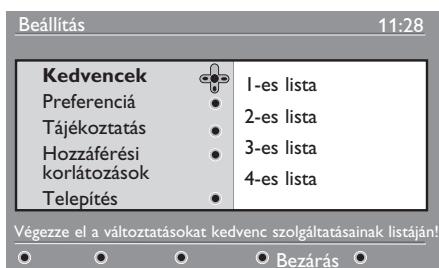 Beállítás 11:28
Kedvencek
Preferenciá
Tájékoztatás
Hozzáférési
korlátozások
Telepítés
1-es lista
2-es lista
3-es lista
4-es lista
Végezze el a változtatásokat kedvenc szolgáltatásainak listáján!
Bezárás